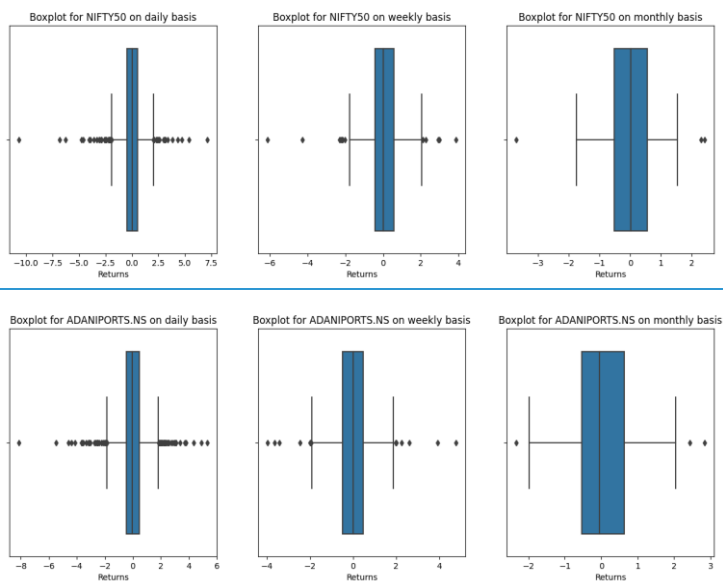 Boxplot for NIFTY50 on daily basis
Boxplot for NIFTY50 on weekly basis
Boxplot for NIFTY50 on monthly basis
−10.0 −7.5 −5.0 −2.5 0.0 2.5 5.0 7.5
−6 −4 −2 0 2 4
−3 −2 −1 0 1 2
Returns
Returns
Returns
Boxplot for ADANIPORTS.NS on daily basis
Boxplot for ADANIPORTS.NS on weekly basis
Boxplot for ADANIPORTS.NS on monthly basis
−8 −6 −4 −2 0 2 4 6
−4 −2 0 2 4
−2 −1 0 1 2 3
Returns
Returns
Returns